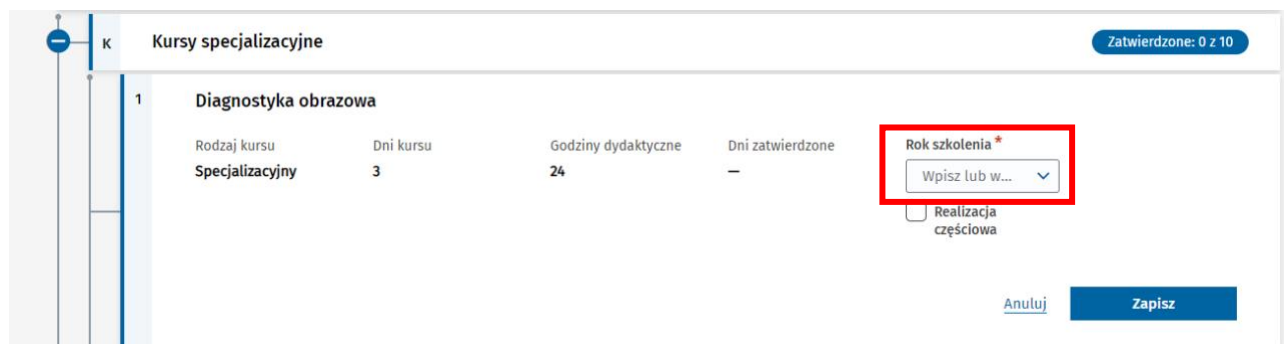 K Kursy specjalizacyjne Zatwierdzone: 0 z 10
1 Diagnostyka obrazowa
Rodzaj kursu Dni kursu Godziny dydaktyczne Dni zatwierdzone Rok szkolenia *
Specjalizacyjny 3 24 — Wpisz lub w...
Realizacja
częściowa
Anuluj Zapisz